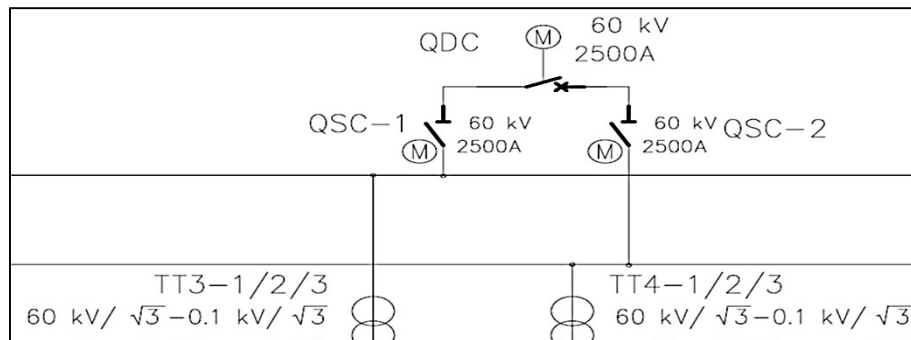 QDC
M
60 kV
2500A
QSC-1
60 kV
2500A
M
60 kV
2500A
M
QSC-2
TT3-1/2/3
60 kV/ √3-0.1 kV/ √3
TT4-1/2/3
60 kV/ √3-0.1 kV/ √3